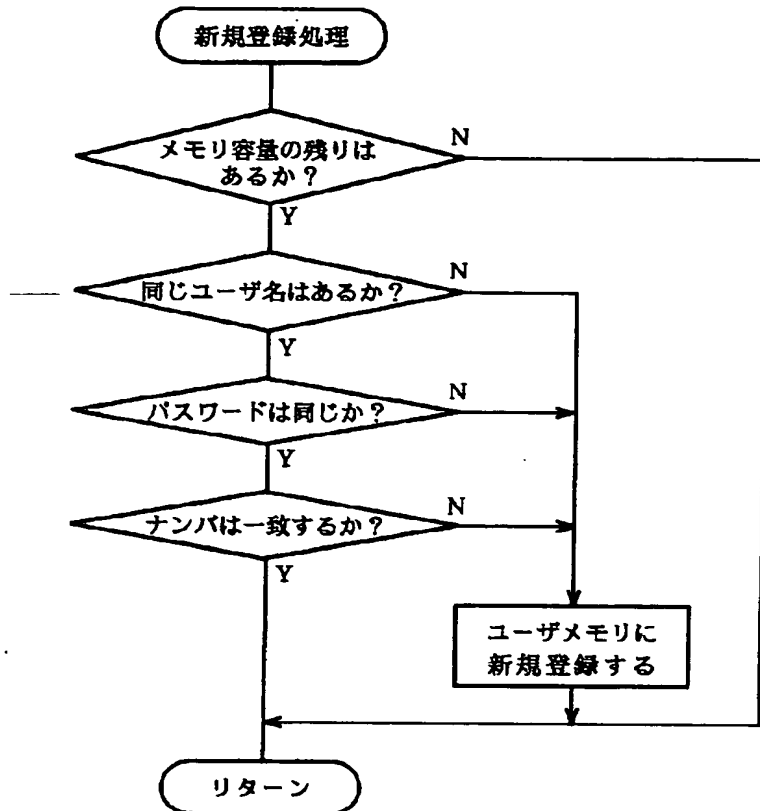 新規登録処理
メモリ容量の残りは
あるか？
N
Y
同じユーザ名はあるか？
N
Y
パスワードは同じか？
N
Y
ナンバは一致するか？
N
Y
ユーザメモリに
新規登録する
リターン